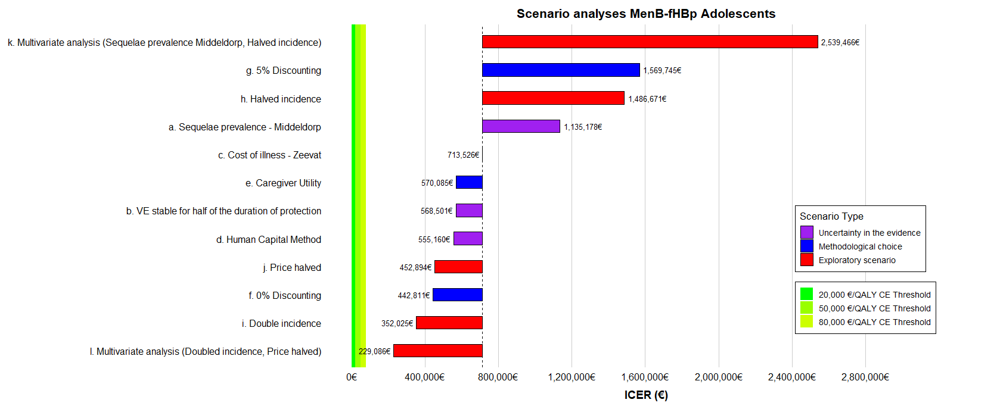 Scenario analyses MenB-fHBp Adolescents
k. Multivariate analysis (Sequelae prevalence Middeldorp, Halved incidence)
2,539,466€
g. 5% Discounting
1,569,745€
h. Halved incidence
1,486,671€
a. Sequelae prevalence - Middeldorp
1,135,178€
c. Cost of illness - Zeevat
713,526€
e. Caregiver Utility
570,085€
b. VE stable for half of the duration of protection
568,501€
d. Human Capital Method
555,160€
j. Price halved
452,894€
f. 0% Discounting
442,811€
i. Double incidence
352,025€
l. Multivariate analysis (Doubled incidence, Price halved)
229,086€
Scenario Type
Uncertainty in the evidence
Methodological choice
Exploratory scenario
20,000 €/QALY CE Threshold
50,000 €/QALY CE Threshold
80,000 €/QALY CE Threshold
0€ 400,000€ 800,000€ 1,200,000€ 1,600,000€ 2,000,000€ 2,400,000€ 2,800,000€
ICER (€)